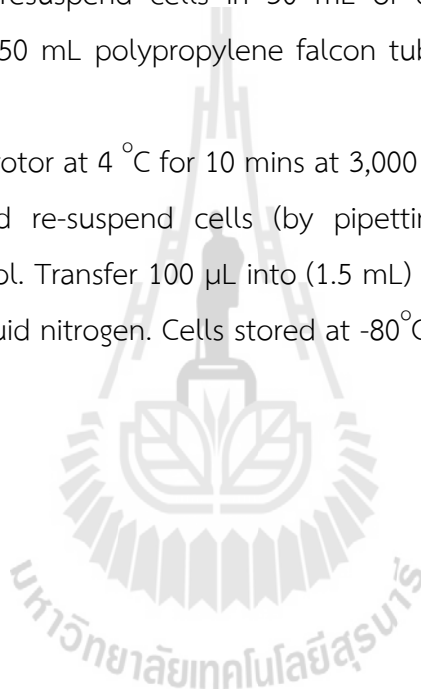 resuspend cells in 50 mL of
50 mL polypropylene falcon tub
rotor at 4 °C for 10 mins at 3,000
d re-suspend cells (by pipettin
ol. Transfer 100 µL into (1.5 mL)
uid nitrogen. Cells stored at -80°C
มหาวิทยาลัยเทคโนโลยีสุรนารี